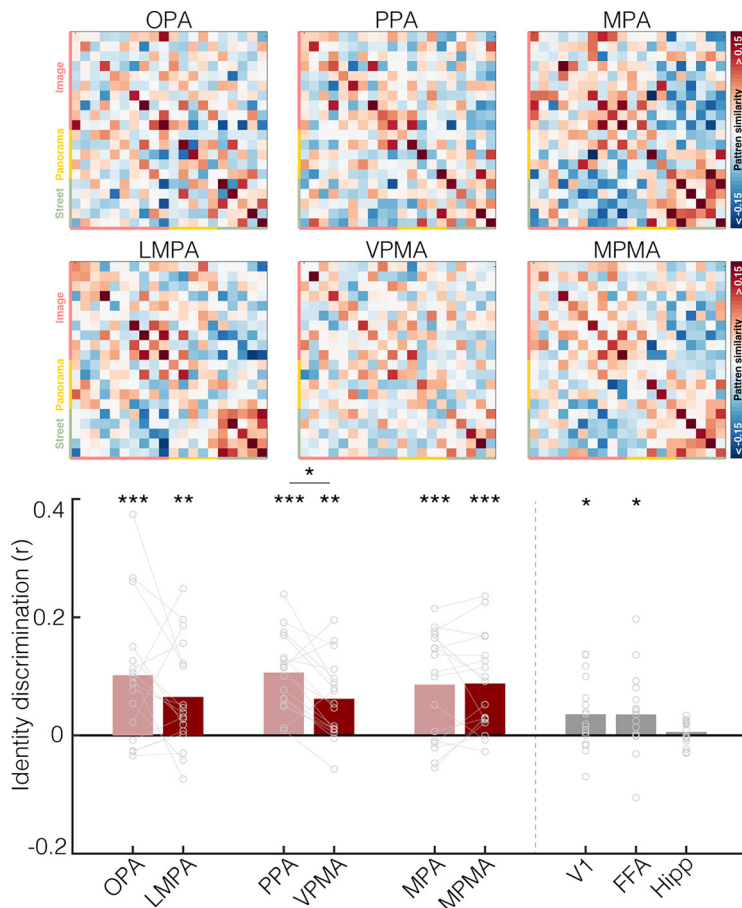 OPA PPA MPA
Image
Panorama
Street
> 0.15
Pattren similarity
< -0.15
LMPA VPMA MPMA
Image
Panorama
Street
> 0.15
Pattren similarity
< -0.15
*
*** ** *** ** *** *** * *
0.4
0.2
0
-0.2
Identity discrimination (r)
OPA LMPA PPA VPMA MPA MPMA V1 FFA Hipp